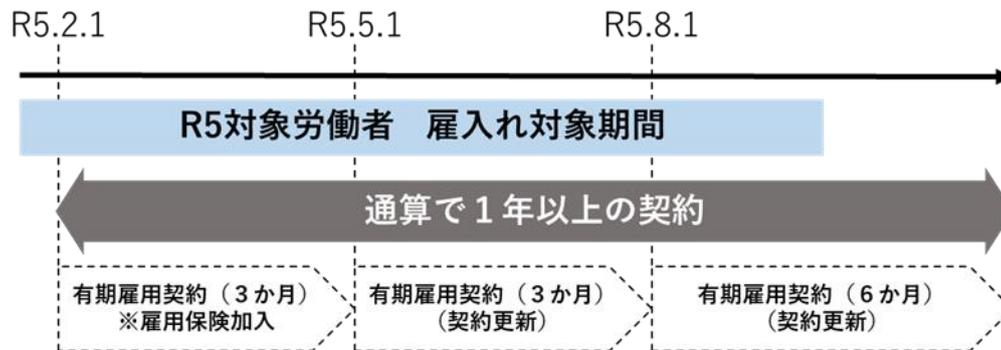 R5.2.1 R5.5.1 R5.8.1
R5対象労働者　雇入れ対象期間
通算で１年以上の契約
有期雇用契約（３か月）
※雇用保険加入
有期雇用契約（３か月）
（契約更新）
有期雇用契約（６か月）
（契約更新）